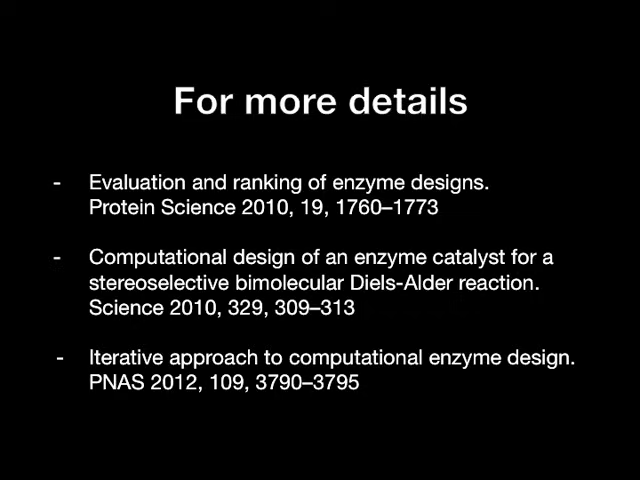 For more details
- Evaluation and ranking of enzyme designs.
Protein Science 2010, 19, 1760–1773
- Computational design of an enzyme catalyst for a
stereoselective bimolecular Diels-Alder reaction.
Science 2010, 329, 309–313
- Iterative approach to computational enzyme design.
PNAS 2012, 109, 3790–3795